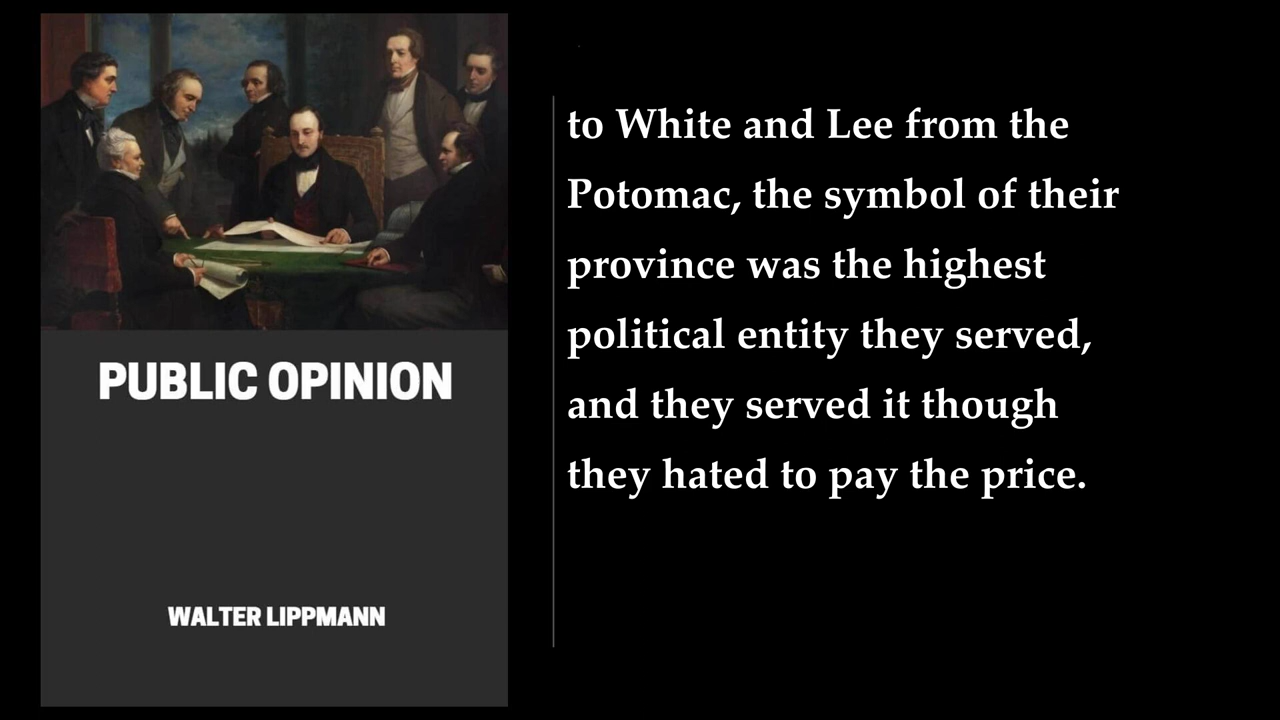 PUBLIC OPINION
WALTER LIPPMANN
to White and Lee from the
Potomac, the symbol of their
province was the highest
political entity they served,
and they served it though
they hated to pay the price.